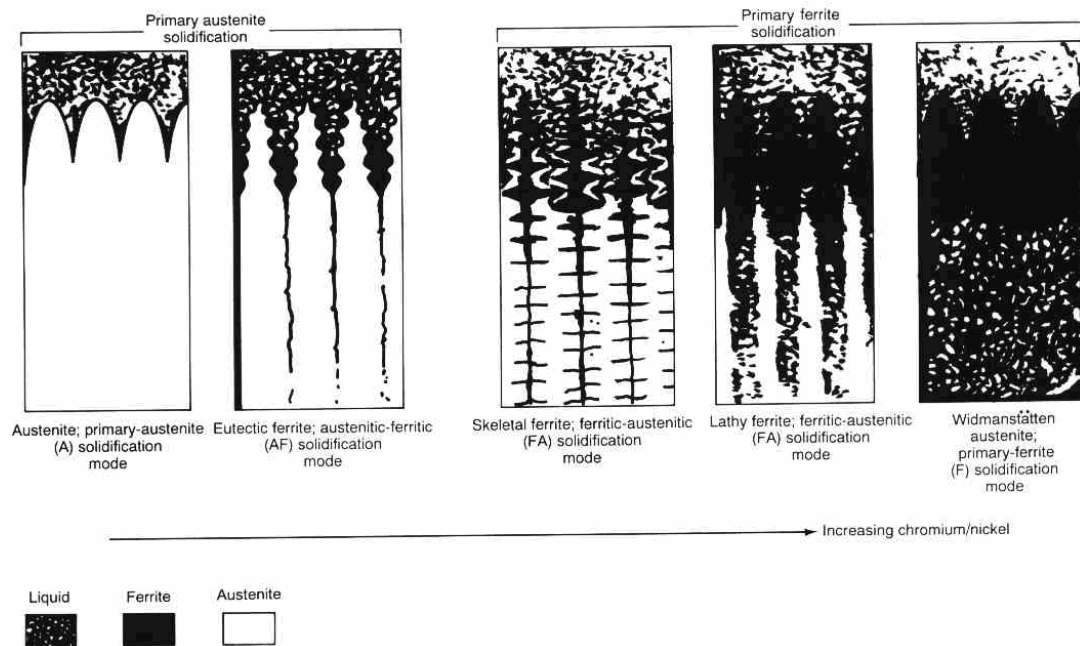 Primary austenite
solidification
Primary ferrite
solidification
Austenite; primary-austenite
(A) solidification
mode
Eutectic ferrite; austenitic-ferritic
(AF) solidification
mode
Skeletal ferrite; ferritic-austenitic
(FA) solidification
mode
Lathy ferrite; ferritic-austenitic
(FA) solidification
mode
Widmanstätten
austenite;
primary-ferrite
(F) solidification
mode
Increasing chromium/nickel
Liquid
Ferrite
Austenite